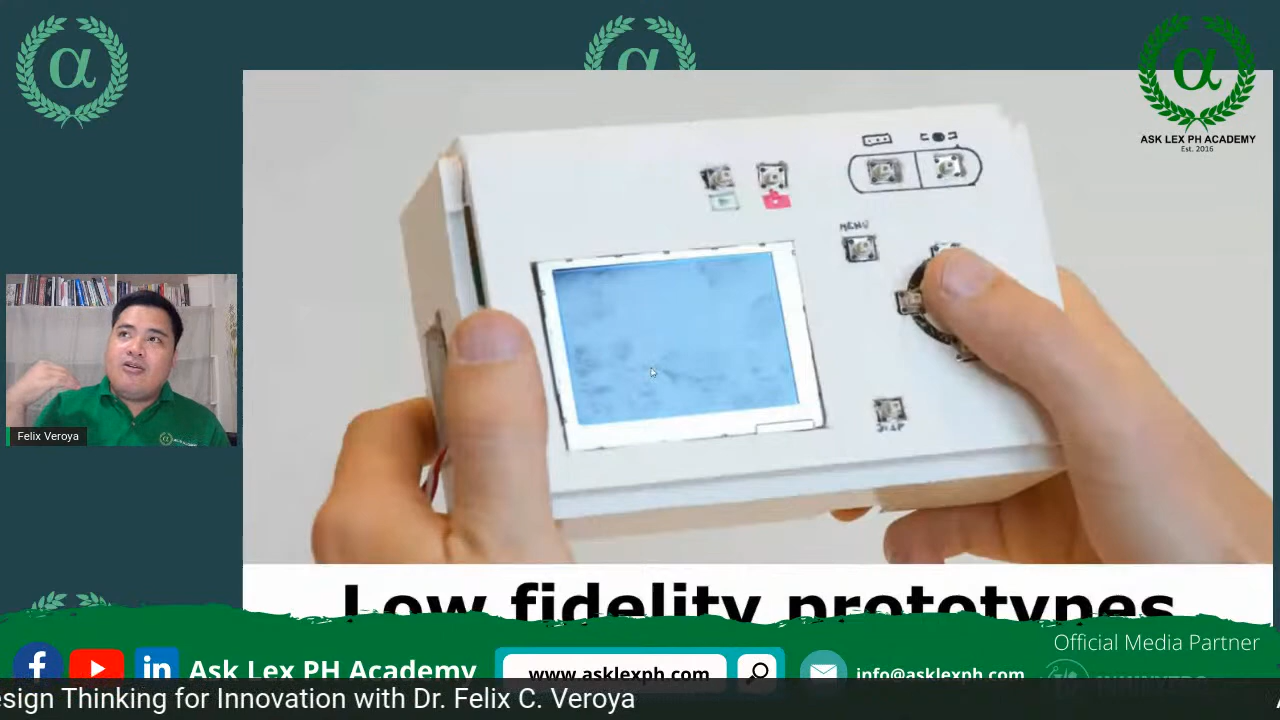 α
α
α
ASK LEX PH ACADEMY
Est. 2016
MENU
Felix Veroya
Low fidelity prototypes
Official Media Partner
f
in
Ask Lex PH Academy
www.asklexph.com
info@asklexph.com
esign Thinking for Innovation with Dr. Felix C. Veroya